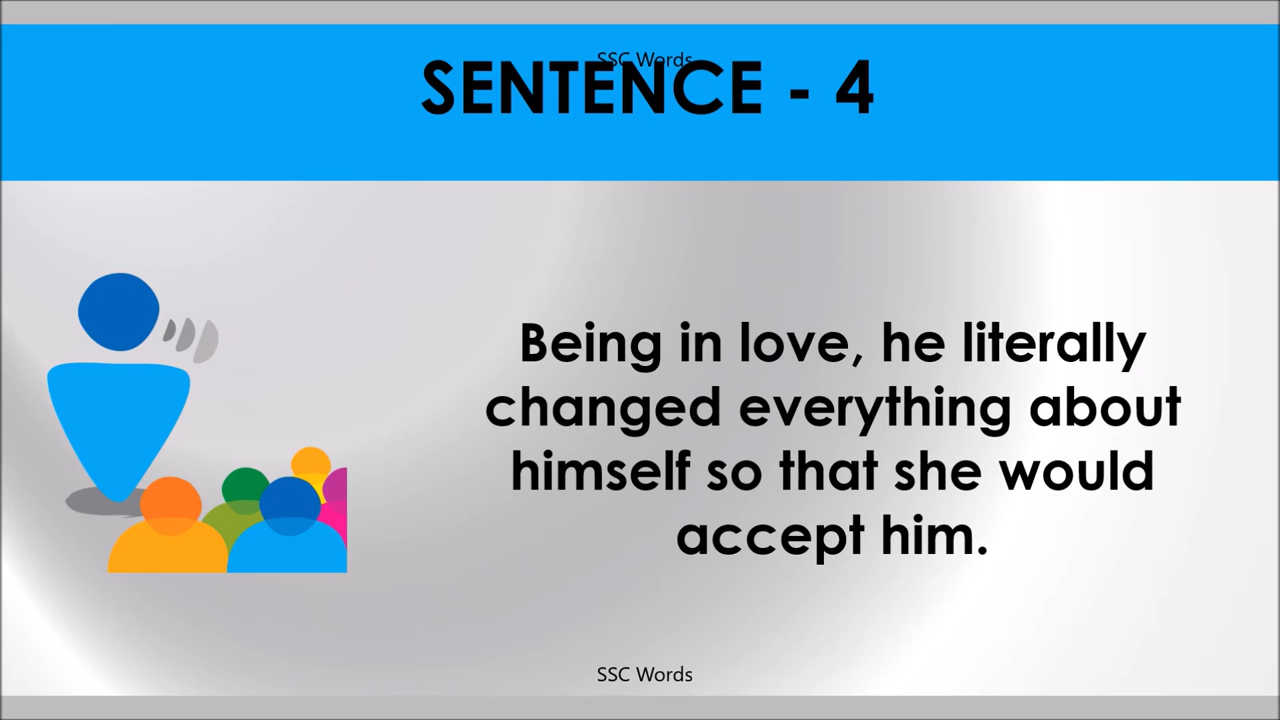 SSC Words
SENTENCE - 4
Being in love, he literally
changed everything about
himself so that she would
accept him.
SSC Words